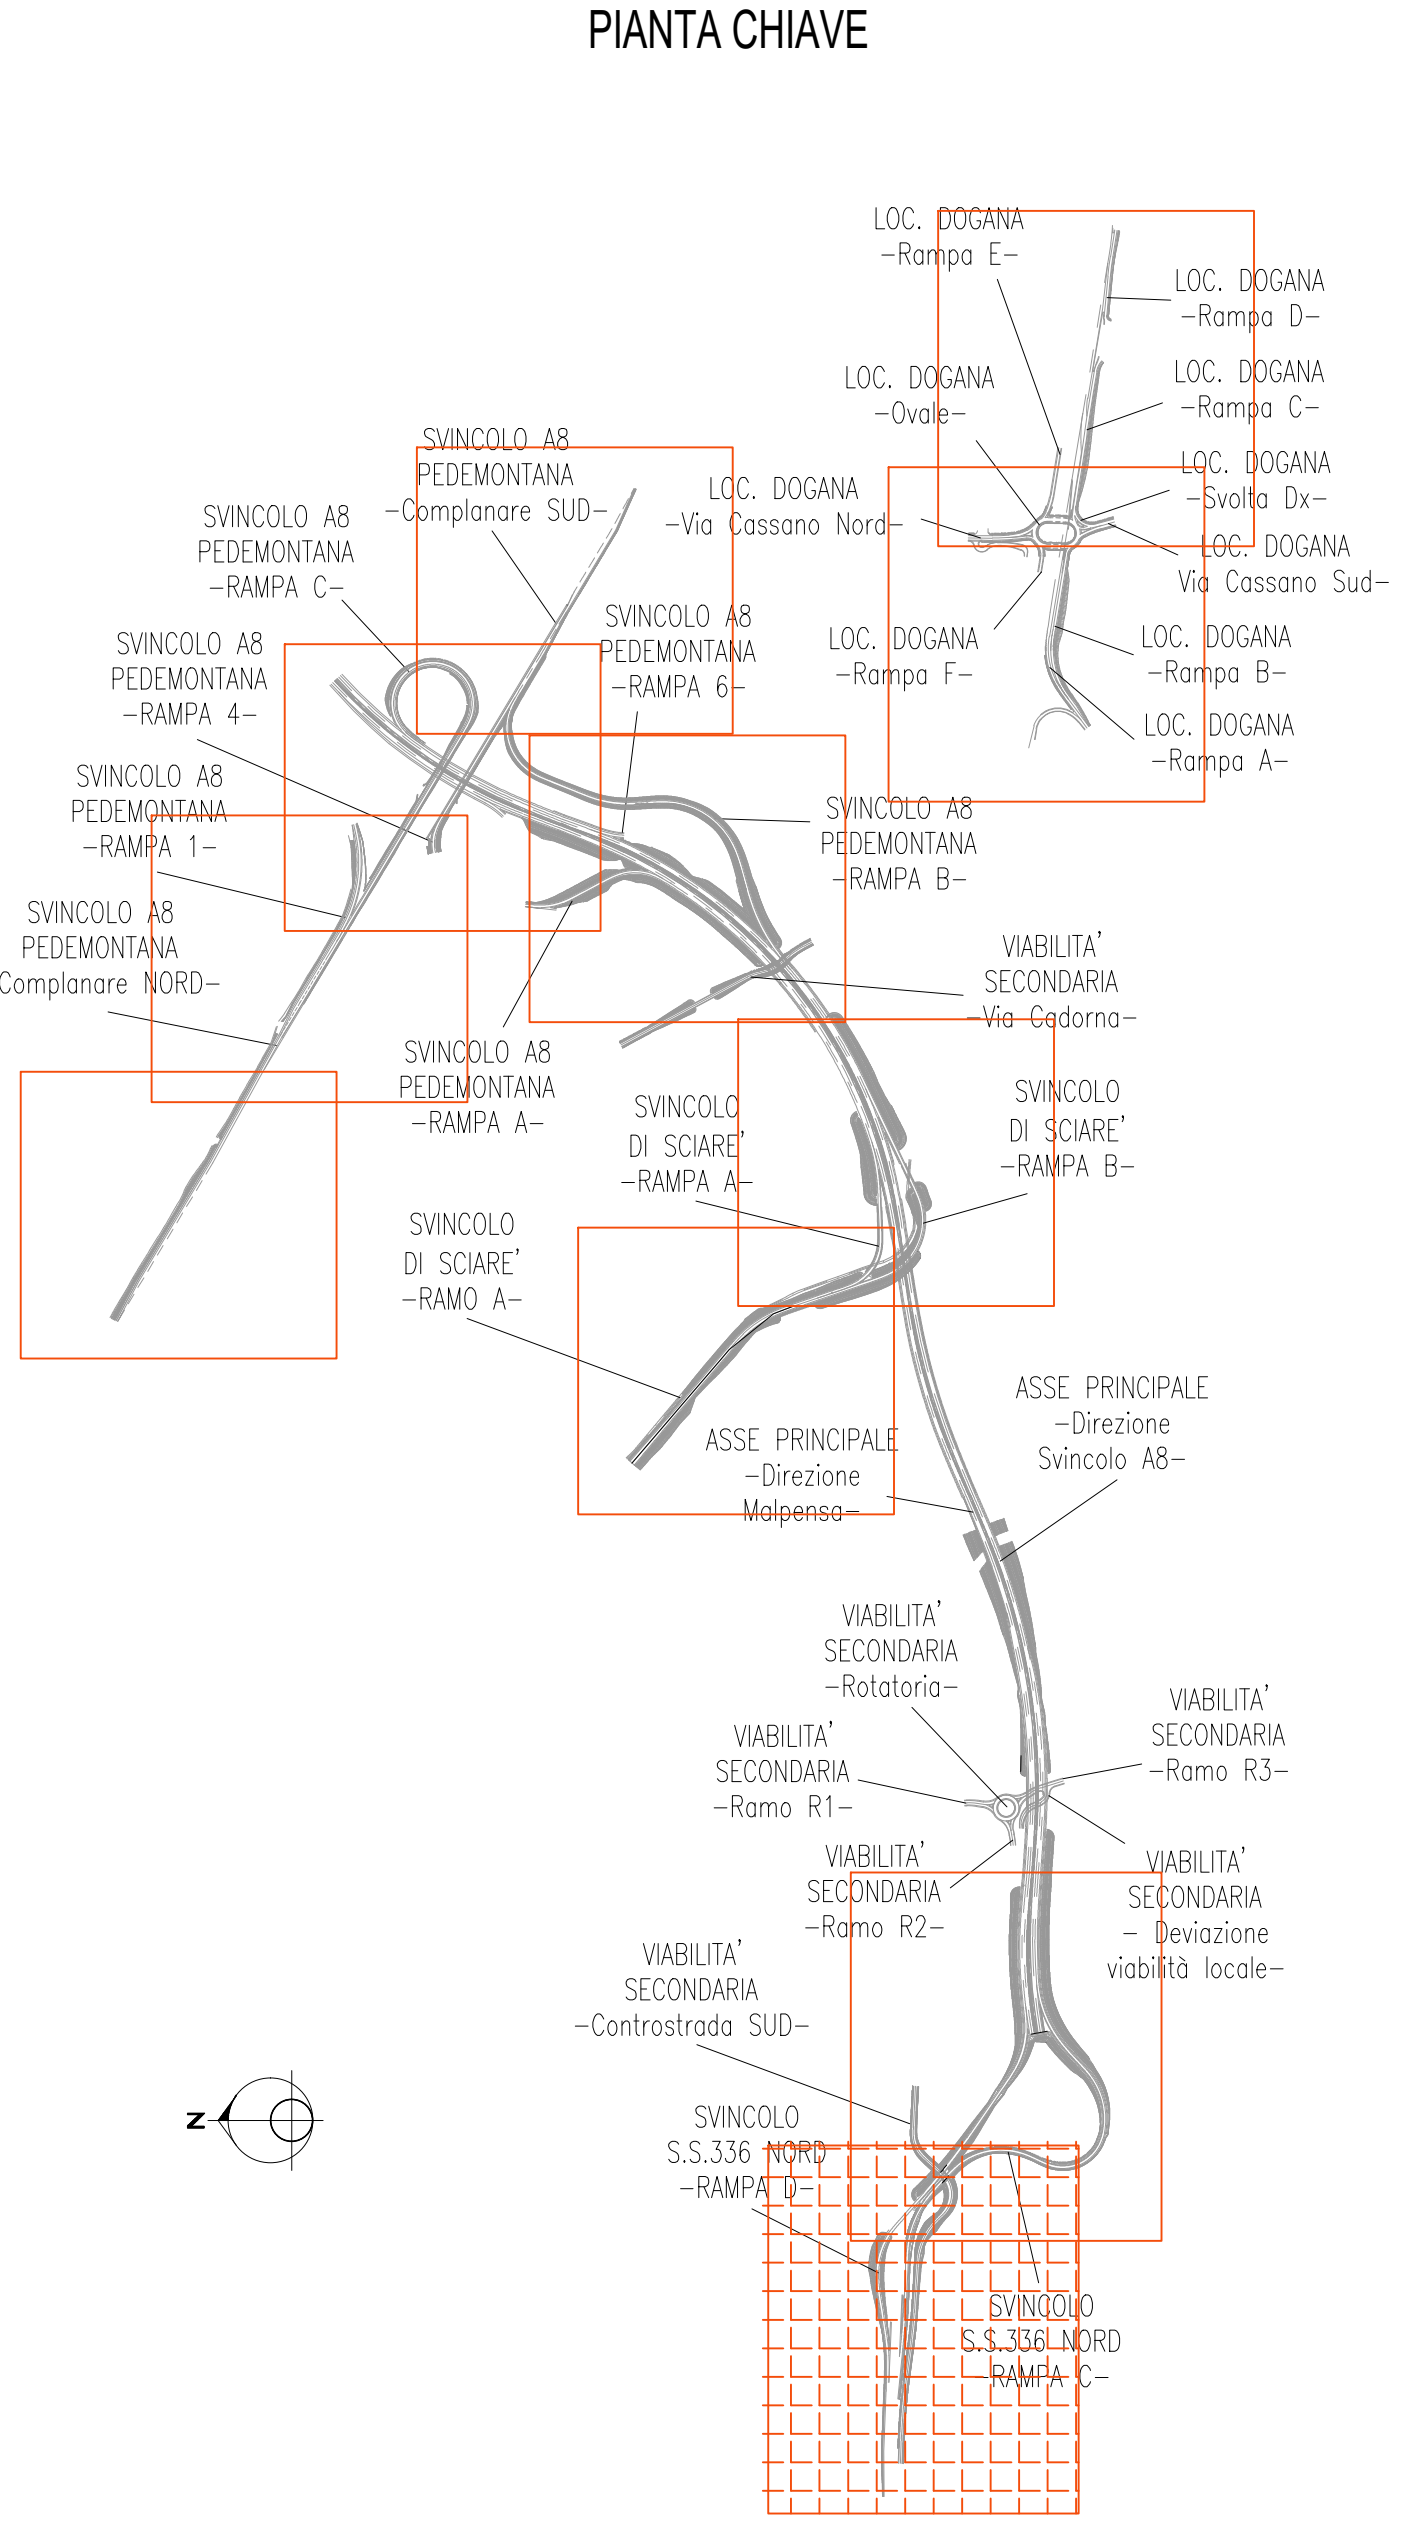 PIANTA CHIAVE
LOC. DOGANA
-Rampa E-
LOC. DOGANA
-Rampa D-
LOC. DOGANA
-Ovale-
LOC. DOGANA
-Rampa C-
SVINCOLO A8
PEDEMONTANA
-Complanare SUD-
LOC. DOGANA
-Svolta Dx-
LOC. DOGANA
-Via Cassano Nord-
SVINCOLO A8
PEDEMONTANA
-RAMPA C-
LOC. DOGANA
Via Cassano Sud-
SVINCOLO A8
PEDEMONTANA
-RAMPA 6-
LOC. DOGANA
-Rampa F-
LOC. DOGANA
-Rampa B-
SVINCOLO A8
PEDEMONTANA
-RAMPA 4-
LOC. DOGANA
-Rampa A-
SVINCOLO A8
PEDEMONTANA
-RAMPA 1-
SVINCOLO A8
PEDEMONTANA
-RAMPA B-
SVINCOLO A8
PEDEMONTANA
Complanare NORD-
VIABILITA'
SECONDARIA
-Via Cadorna-
SVINCOLO A8
PEDEMONTANA
-RAMPA A-
SVINCOLO
DI SCIARE'
-RAMPA A-
SVINCOLO
DI SCIARE'
-RAMPA B-
SVINCOLO
DI SCIARE'
-RAMO A-
ASSE PRINCIPALE
-Direzione
Svincolo A8-
ASSE PRINCIPALE
-Direzione
Malpensa-
VIABILITA'
SECONDARIA
-Rotatoria-
VIABILITA'
SECONDARIA
-Ramo R3-
VIABILITA'
SECONDARIA
-Ramo R1-
VIABILITA'
SECONDARIA
-Ramo R2-
VIABILITA'
SECONDARIA
- Deviazione
viabilità locale-
VIABILITA'
SECONDARIA
-Controstrada SUD-
N
SVINCOLO
S.S.336 NORD
-RAMPA D-
SVINCOLO
S.S.336 NORD
-RAMPA C-